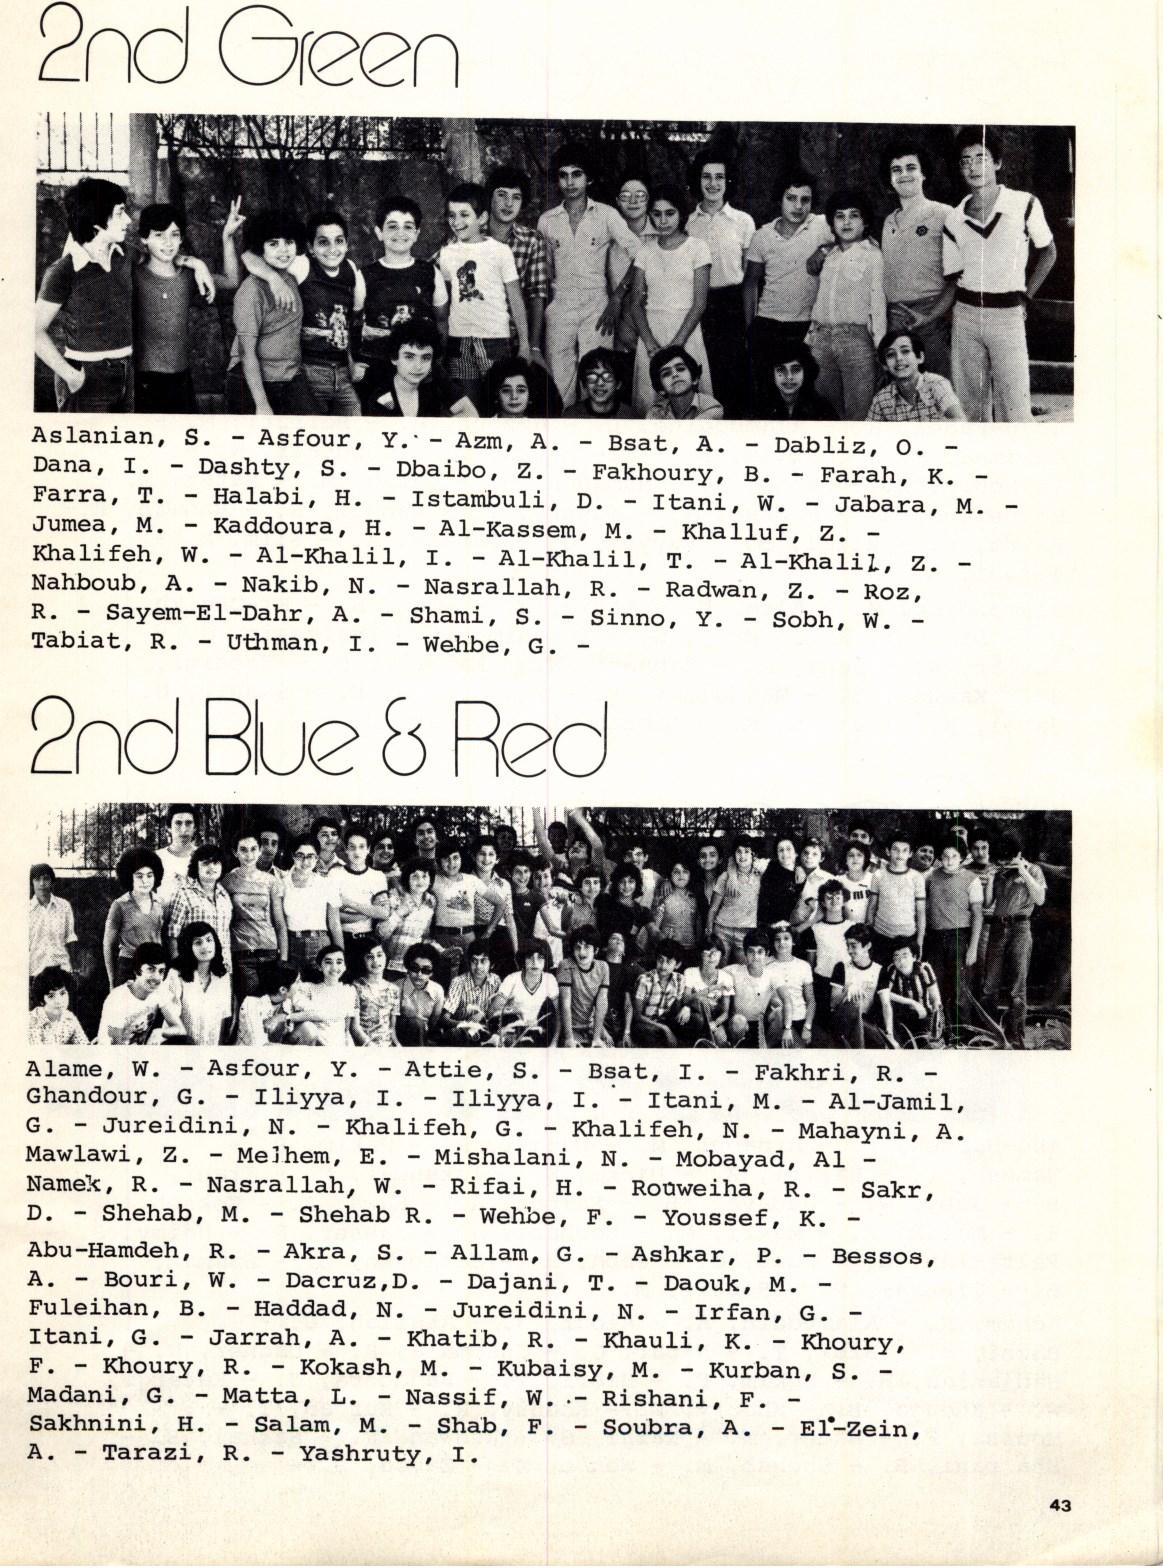 2nd Green
Aslanian, S. - Asfour, Y. - Azm, A. - Bsat, A. - Dabliz, O. -
Dana, I. - Dashty, S. - Dbaibo, Z. - Fakhoury, B. - Farah, K. -
Farra, T. - Halabi, H. - Istambuli, D. - Itani, W. - Jabara, M. -
Jumea, M. - Kaddoura, H. - Al-Kassem, M. - Khalluf, Z. -
Khalifeh, W. - Al-Khalil, I. - Al-Khalil, T. - Al-Khalil, Z. -
Nahboub, A. - Nakib, N. - Nasrallah, R. - Radwan, Z. - Roz,
R. - Sayem-El-Dahr, A. - Shami, S. - Sinno, Y. - Sobh, W. -
Tabiat, R. - Uthman, I. - Wehbe, G. -
2nd Blue & Red
Alame, W. - Asfour, Y. - Attie, S. - Bsat, I. - Fakhri, R. -
Ghandour, G. - Iliyya, I. - Iliyya, I. - Itani, M. - Al-Jamil,
G. - Jureidini, N. - Khalifeh, G. - Khalifeh, N. - Mahayni, A.
Mawlawi, Z. - Melhem, E. - Mishalani, N. - Mobayad, Al -
Namek, R. - Nasrallah, W. - Rifai, H. - Rouweiha, R. - Sakr,
D. - Shehab, M. - Shehab R. - Wehbe, F. - Youssef, K. -
Abu-Hamdeh, R. - Akra, S. - Allam, G. - Ashkar, P. - Bessos,
A. - Bouri, W. - Dacruz,D. - Dajani, T. - Daouk, M. -
Fuleihan, B. - Haddad, N. - Jureidini, N. - Irfan, G. -
Itani, G. - Jarrah, A. - Khatib, R. - Khauli, K. - Khoury,
F. - Khoury, R. - Kokash, M. - Kubaisy, M. - Kurban, S. -
Madani, G. - Matta, L. - Nassif, W. - Rishani, F. -
Sakhnini, H. - Salam, M. - Shab, F. - Soubra, A. - El-Zein,
A. - Tarazi, R. - Yashruty, I.
43